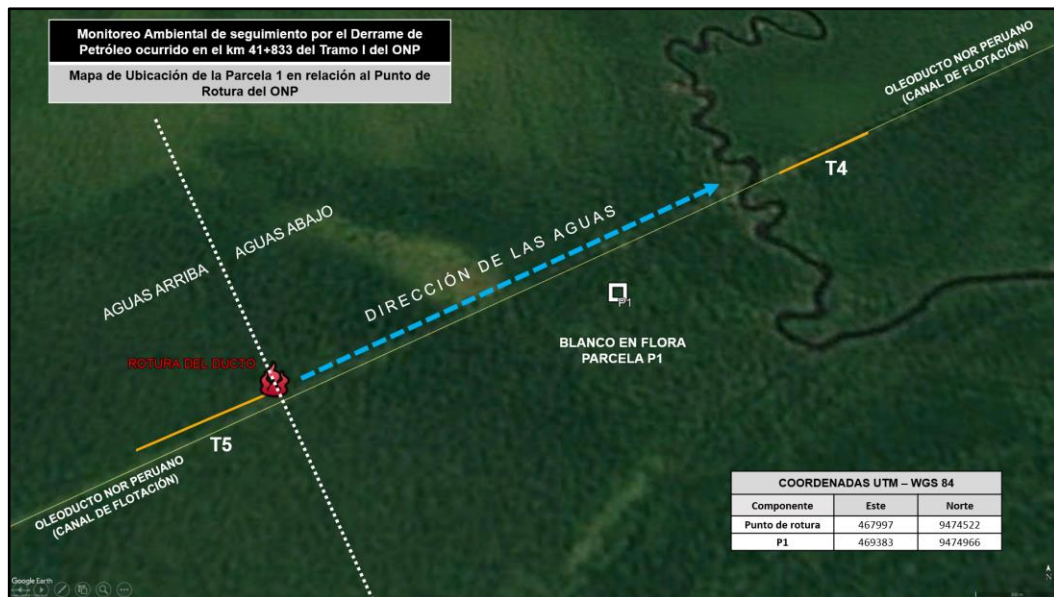 Monitoreo Ambiental de seguimiento por el Derrame de
Petróleo ocurrido en el km 41+833 del Tramo I del ONP
Mapa de Ubicación de la Parcela 1 en relación al Punto de
Rotura del ONP
OLEODUCTO NOR PERUANO
(CANAL DE FLOTACIÓN)
T4
AGUAS ARRIBA
AGUAS ABAJO
DIRECCIÓN DE LAS AGUAS
P1
BLANCO EN FLORA
PARCELA P1
ROTURA DEL DUCTO
T5
OLEODUCTO NOR PERUANO
(CANAL DE FLOTACIÓN)
COORDENADAS UTM – WGS 84
Componente Este Norte
Punto de rotura 467997 9474522
P1 469383 9474966
Google Earth
N